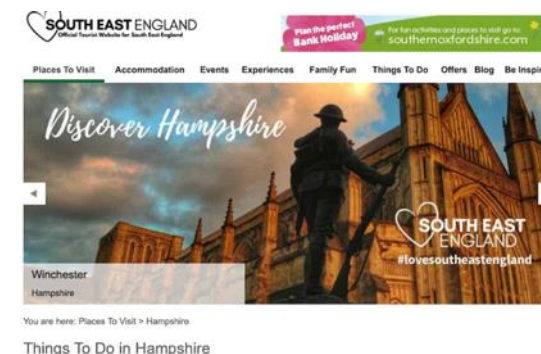 SOUTH EAST ENGLAND
Official Tourist Website for South East England
Plan the perfect
Bank Holiday
For fun activities and places to visit go to:
southernoxfordshire.com
Places To Visit Accommodation Events Experiences Family Fun Things To Do Offers Blog Be Inspir
Discover Hampshire
SOUTH EAST
ENGLAND
#lovesoutheastengland
Winchester
Hampshire
You are here: Places To Visit > Hampshire
Things To Do in Hampshire